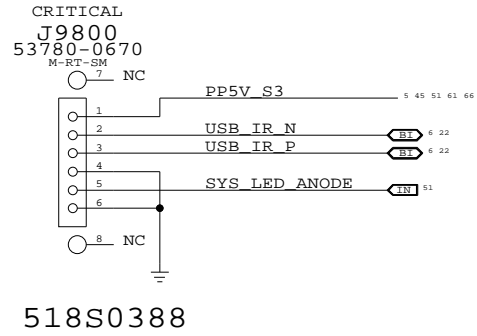 CRITICAL
J9800
53780-0670
M-RT-SM
7 NC
PP5V_S3 5 45 51 61 66
1
2 USB_IR_N BI 6 22
3 USB_IR_P BI 6 22
4
5 SYS_LED_ANODE IN 51
6
8 NC
518S0388